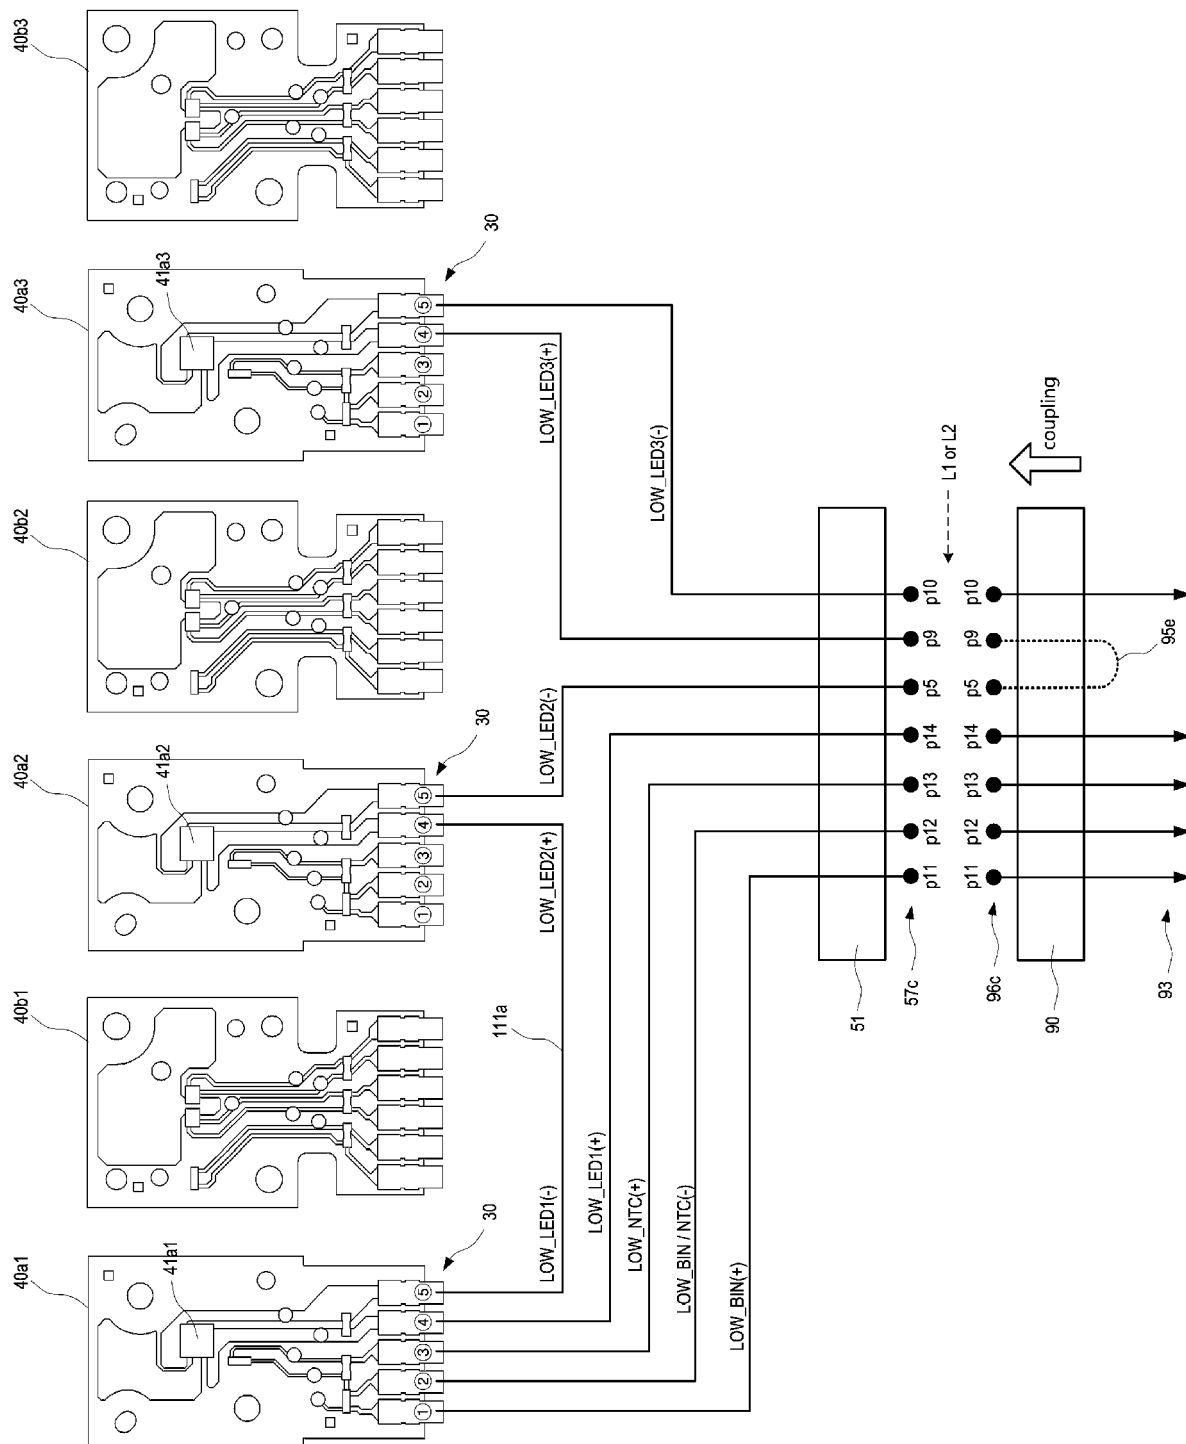 40a1
40b1
40a2
40b2
40a3
40b3
41a1
41a2
41a3
① ② ③ ④ ⑤
① ② ③ ④ ⑤
① ② ③ ④ ⑤
30
30
30
LOW_LED1(-)
111a
LOW_LED2(+)
LOW_LED2(-)
LOW_LED3(+)
LOW_LED1(+)
LOW_NTC(+)
LOW_LED3(-)
LOW_BIN / NTC(-)
LOW_BIN(+)
51
57c
p11 p12 p13 p14 p5 p9 p10
L1 or L2
96c
p11 p12 p13 p14 p5 p9 p10
90
coupling
93
95e